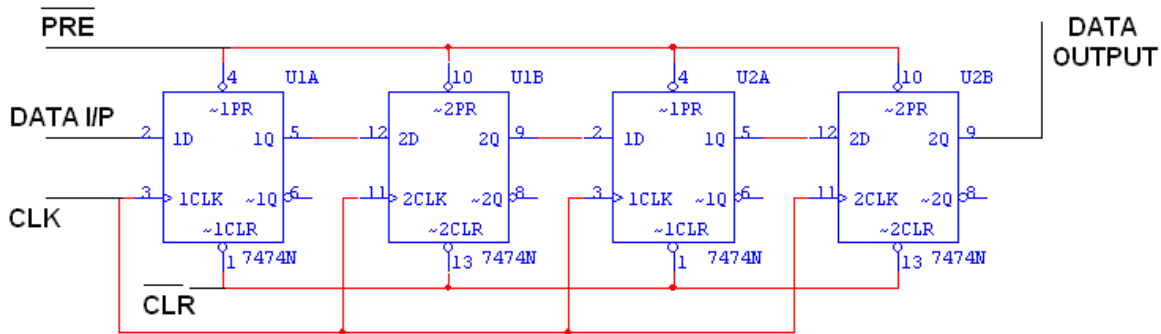 PRE
DATA
OUTPUT
4 U1A 10 U1B 4 U2A 10 U2B
~1PR ~2PR ~1PR ~2PR
DATA I/P
2 1D 1Q 5 12 2D 2Q 9 2 1D 1Q 5 12 2D 2Q 9
3 1CLK ~1Q 6 11 2CLK ~2Q 8 3 1CLK ~1Q 6 11 2CLK ~2Q 8
CLK
~1CLR ~2CLR ~1CLR ~2CLR
1 7474N 13 7474N 1 7474N 13 7474N
CLR